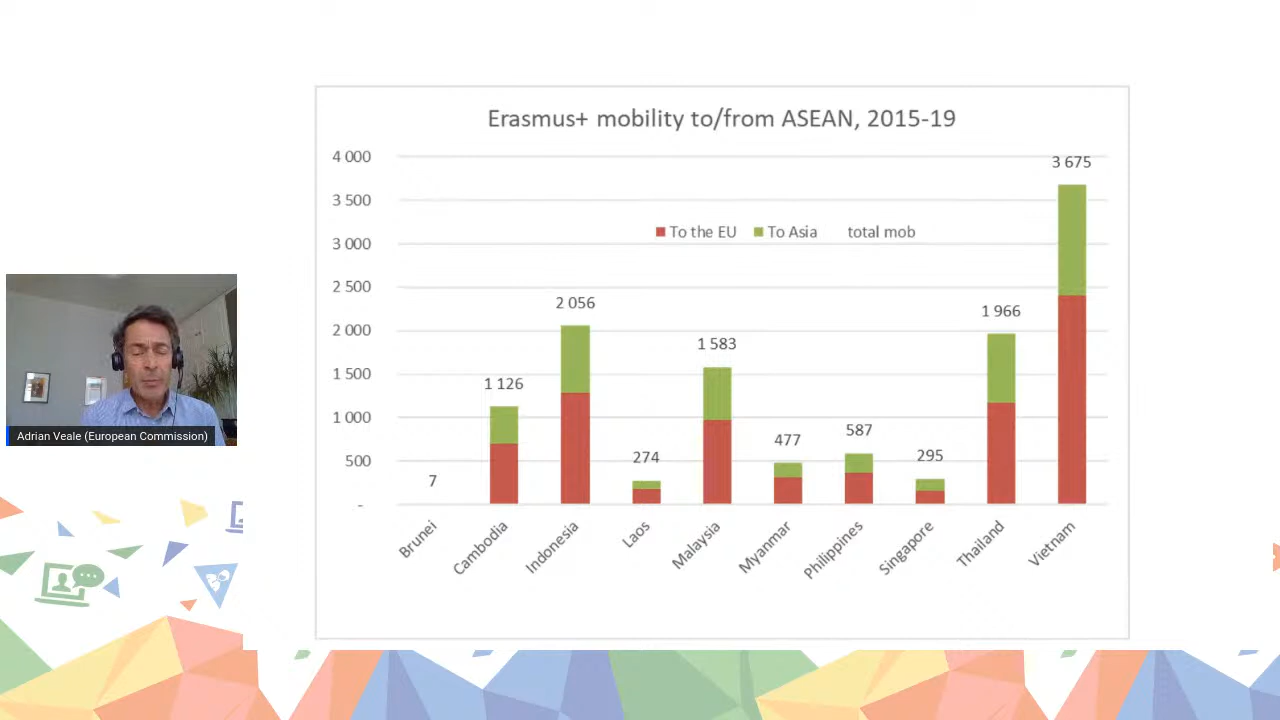 Erasmus+ mobility to/from ASEAN, 2015-19
4 000
3 500
3 000
2 500
2 000
1 500
1 000
500
-
To the EU
To Asia
total mob
7
1 126
2 056
274
1 583
477
587
295
1 966
3 675
Brunei
Cambodia
Indonesia
Laos
Malaysia
Myanmar
Philippines
Singapore
Thailand
Vietnam
Adrian Veale (European Commission)